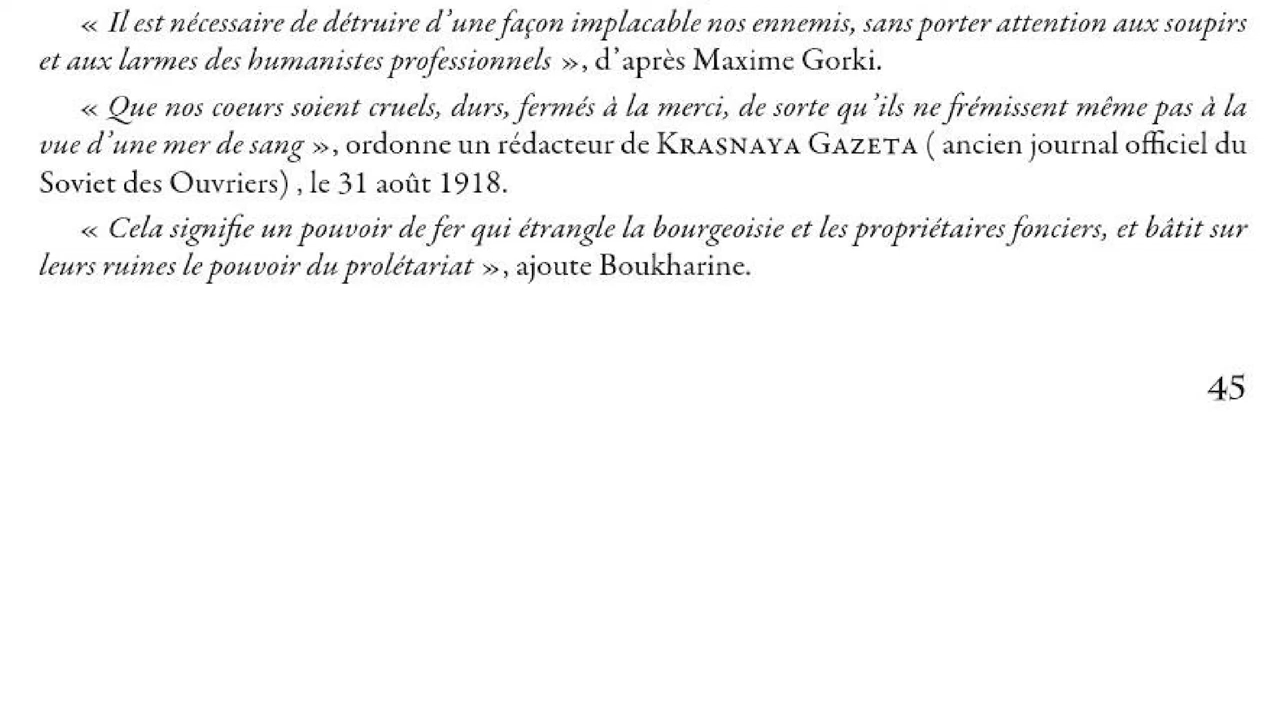 « Il est nécessaire de détruire d’une façon implacable nos ennemis, sans porter attention aux soupirs
et aux larmes des humanistes professionnels », d’après Maxime Gorki.
« Que nos coeurs soient cruels, durs, fermés à la merci, de sorte qu’ils ne frémissent même pas à la
vue d’une mer de sang », ordonne un rédacteur de KRASNAYA GAZETA ( ancien journal officiel du
Soviet des Ouvriers) , le 31 août 1918.
« Cela signifie un pouvoir de fer qui étrangle la bourgeoisie et les propriétaires fonciers, et bâtit sur
leurs ruines le pouvoir du prolétariat », ajoute Boukharine.
45